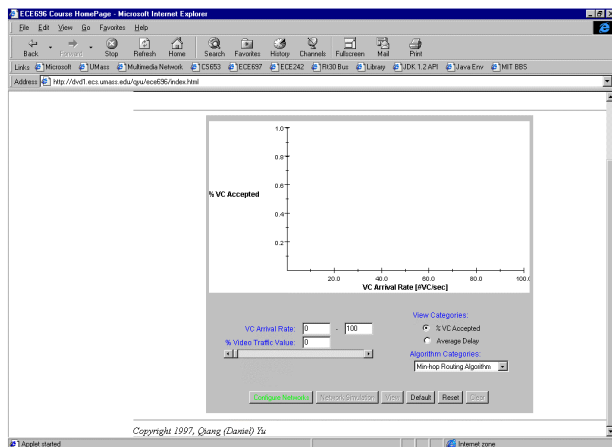 ECE696 Course HomePage - Microsoft Internet Explorer
File Edit View Go Favorites Help
Back Forward Stop Refresh Home Search Favorites History Channels Fullscreen Mail Print
Links Microsoft UMass Multimedia Network CS653 ECE697 ECE242 Rt30 Bus Library JDK 1.2 API Java Env MIT BBS
Address http://dvd1.ecs.umass.edu/qyu/ece696/index.html
1.0
0.8
% VC Accepted
0.4
0.2
20.0 40.0 60.0 80.0 100.0
VC Arrival Rate [#VC/sec]
View Categories:
VC Arrival Rate: 0 - 100
% VC Accepted
% Video Traffic Value: 0
Average Delay
Algorithm Categories:
Min-hop Routing Algorithm
Configure Networks Network Simulation View Default Reset Clear
Copyright 1997, Qiang (Daniel) Yu
Applet started
Internet zone